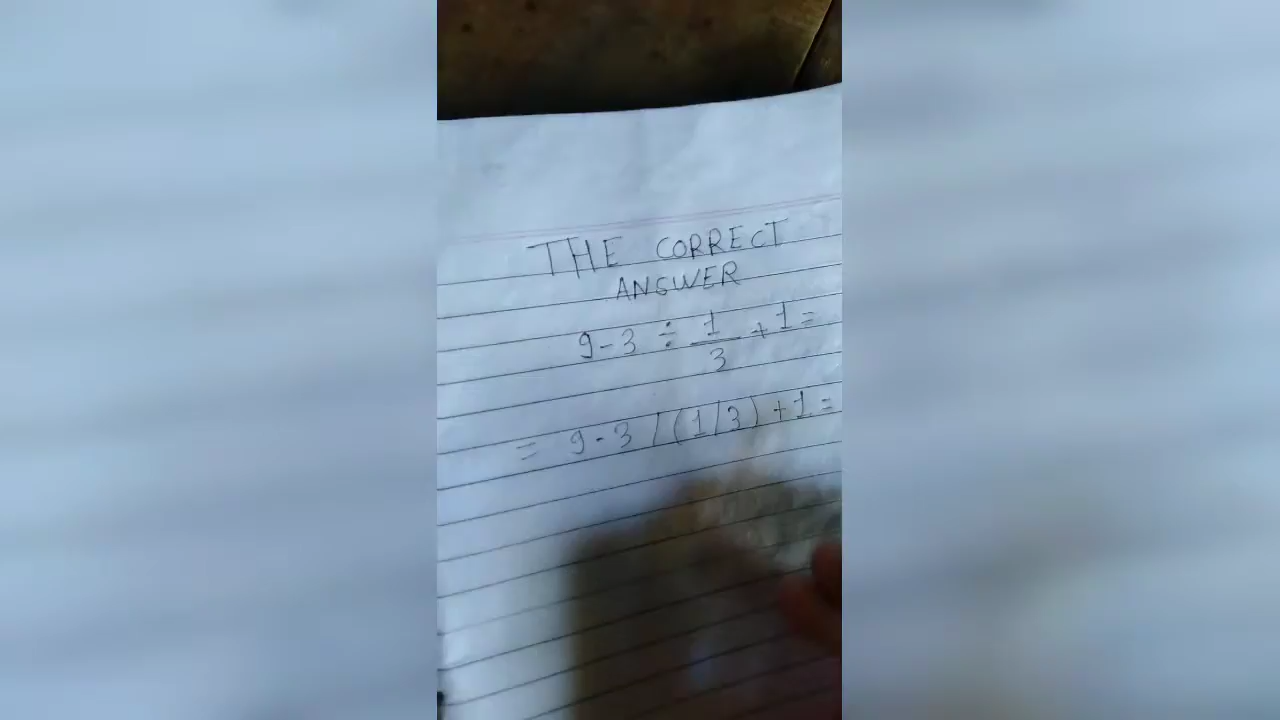 THE CORRECT
ANSWER
9-3 ÷ 1/3 +1=
= 9-3 /(1/3)+1=